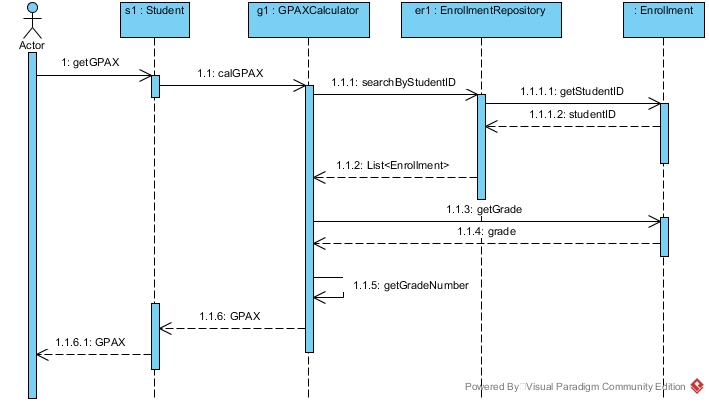 s1 : Student
g1 : GPAXCalculator
er1 : EnrollmentRepository
: Enrollment
Actor
1: getGPAX
1.1: calGPAX
1.1.1: searchByStudentID
1.1.1.1: getStudentID
1.1.1.2: studentID
1.1.2: List<Enrollment>
1.1.3: getGrade
1.1.4: grade
1.1.5: getGradeNumber
1.1.6: GPAX
1.1.6.1: GPAX
Powered By Visual Paradigm Community Edition